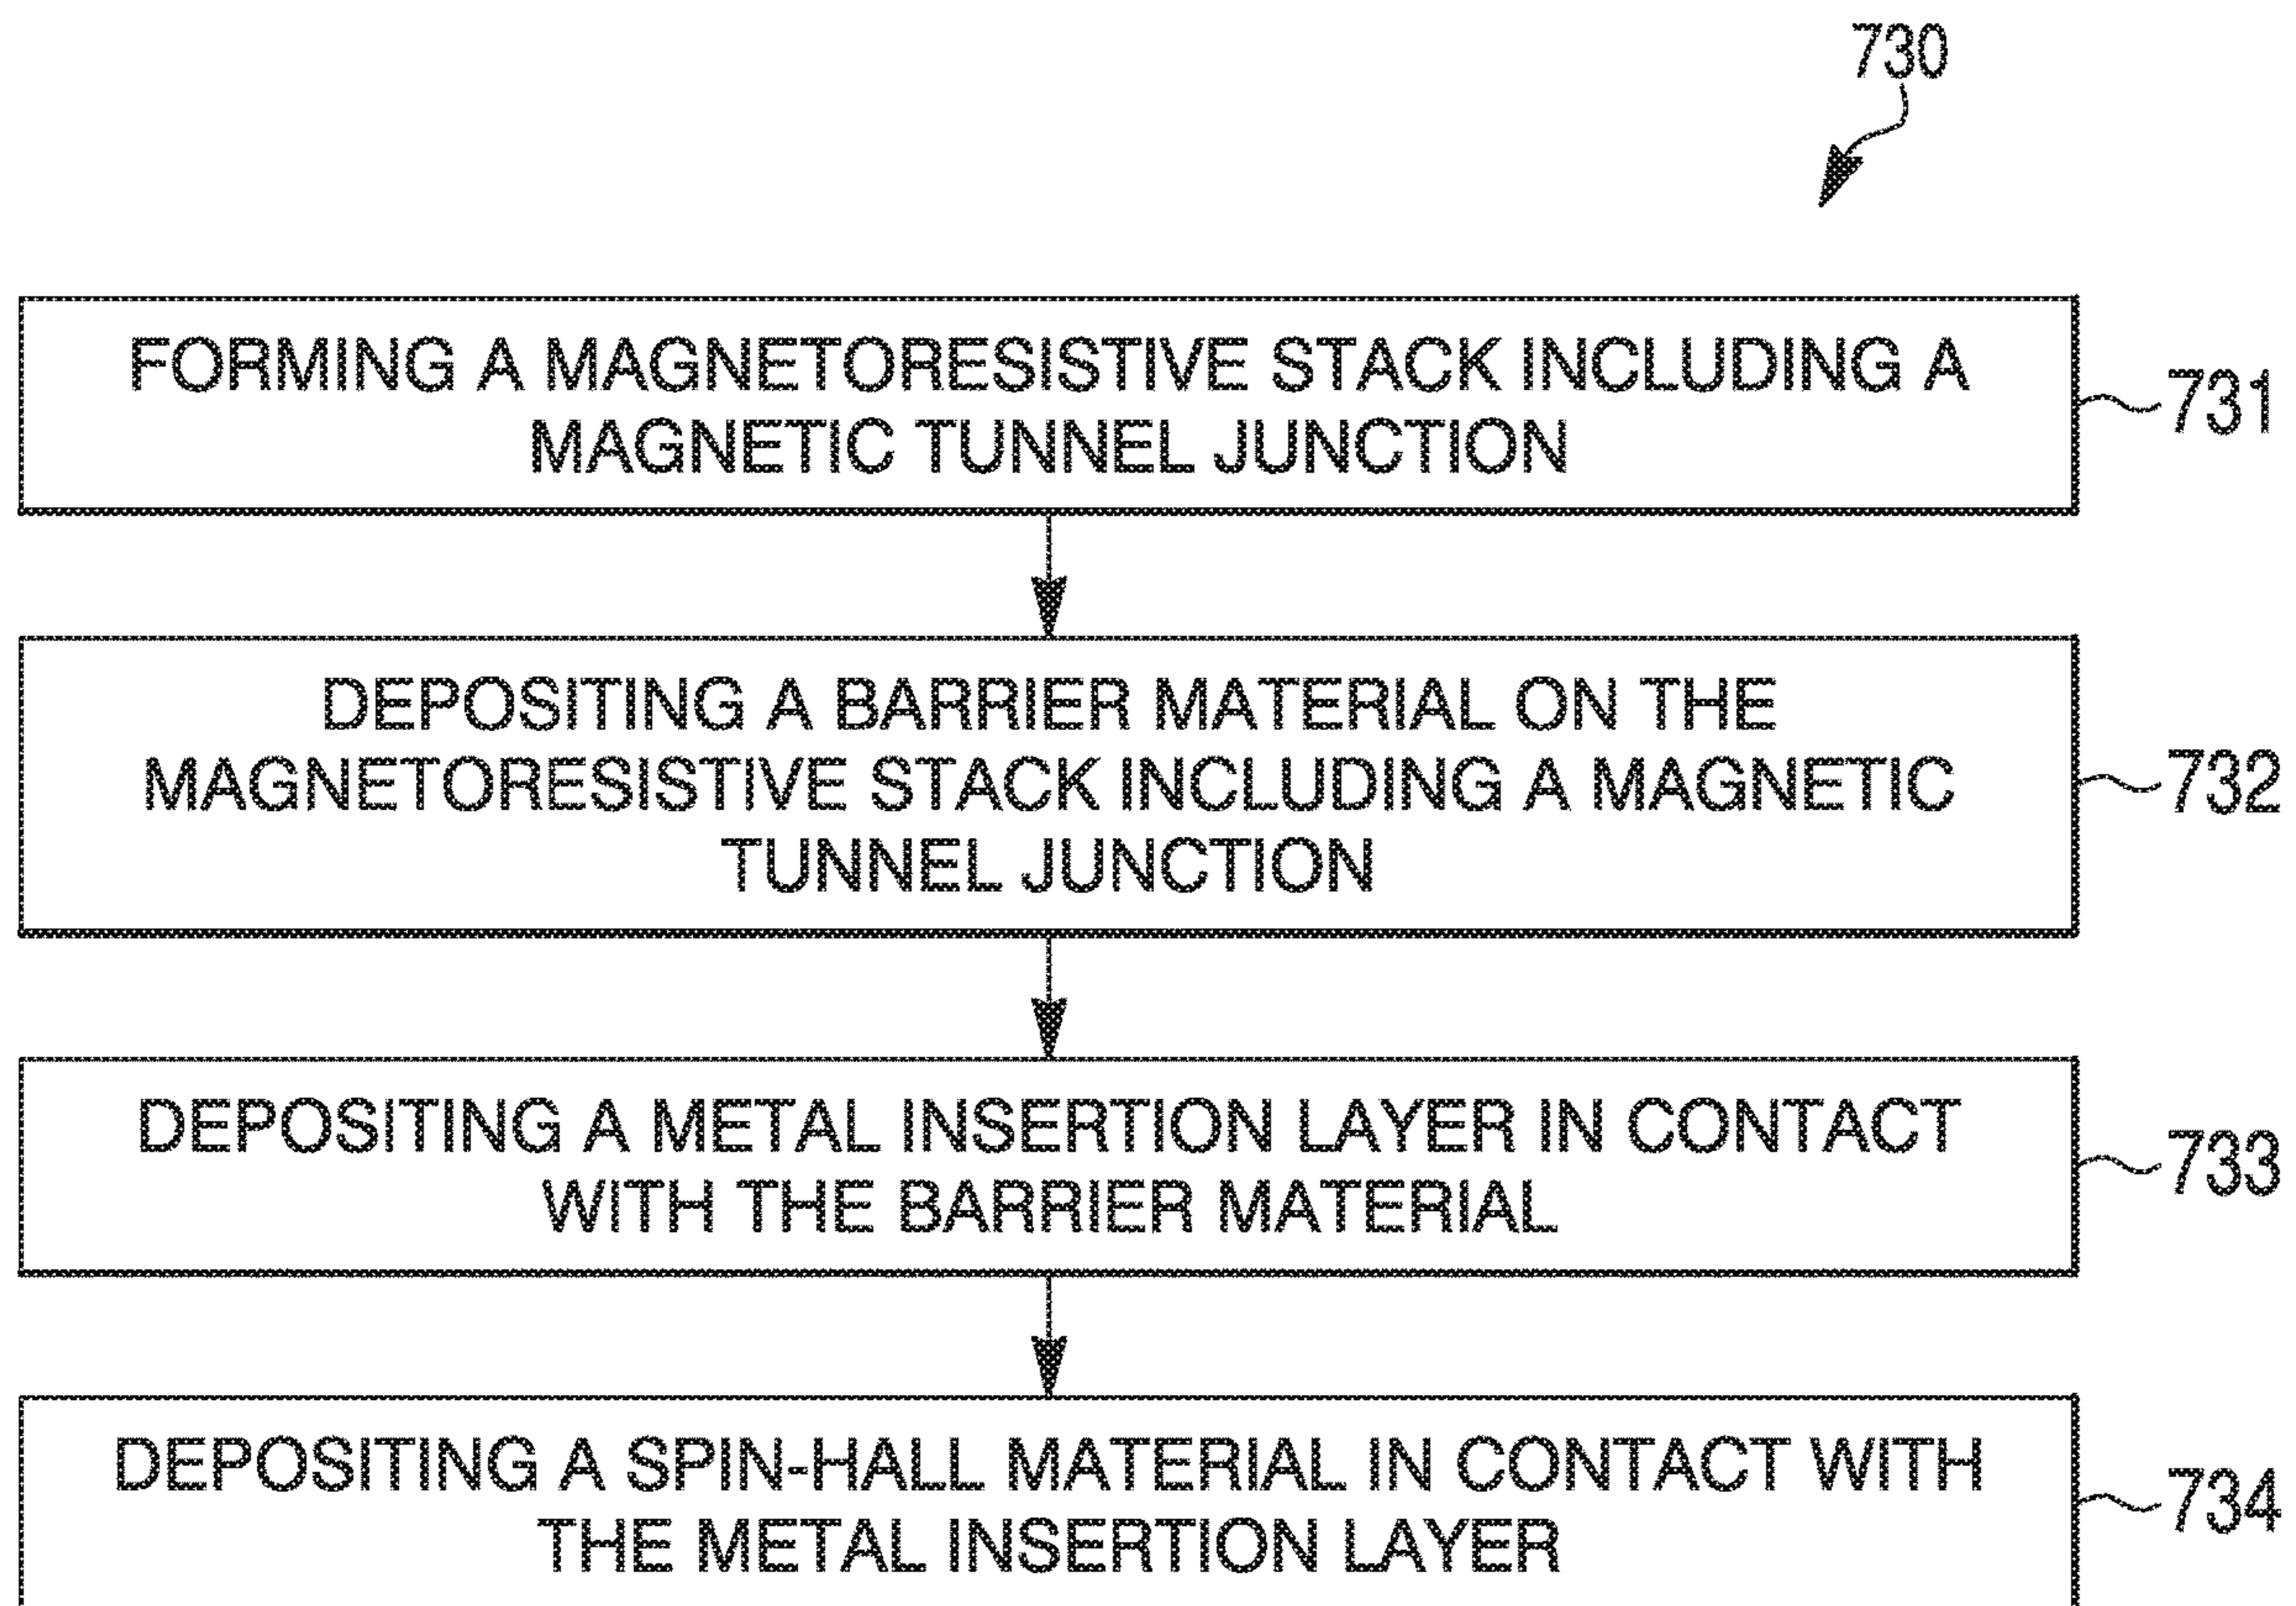 730
FORMING A MAGNETORESISTIVE STACK INCLUDING A
MAGNETIC TUNNEL JUNCTION
731
DEPOSITING A BARRIER MATERIAL ON THE
MAGNETORESISTIVE STACK INCLUDING A MAGNETIC
TUNNEL JUNCTION
732
DEPOSITING A METAL INSERTION LAYER IN CONTACT
WITH THE BARRIER MATERIAL
733
DEPOSITING A SPIN-HALL MATERIAL IN CONTACT WITH
THE METAL INSERTION LAYER
734